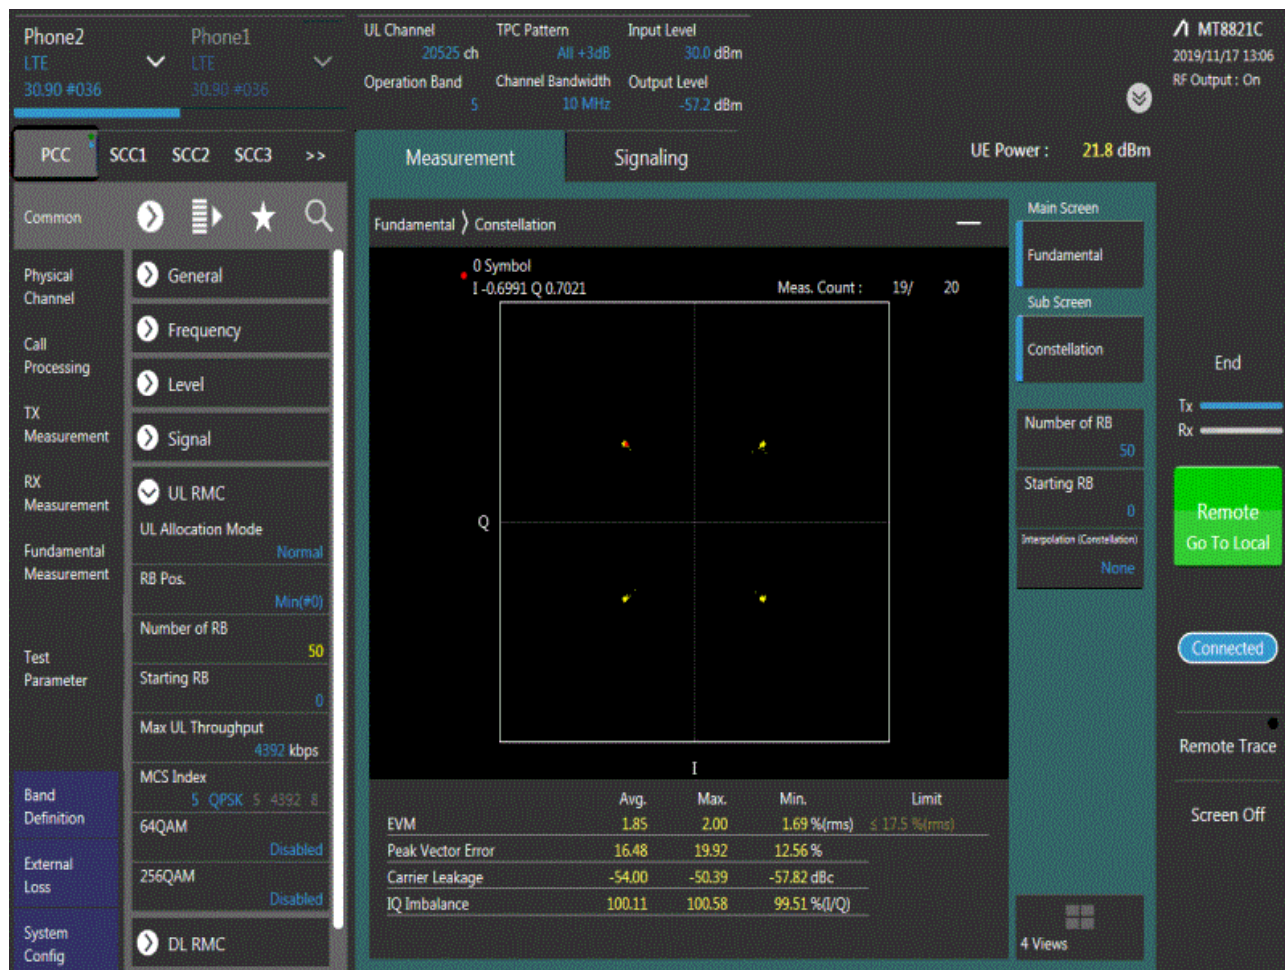 Phone2
LTE
30.90 #036
Phone1
LTE
30.90 #036
UL Channel
20525 ch
TPC Pattern
All +3dB
Input Level
30.0 dBm
Operation Band
5
Channel Bandwidth
10 MHz
Output Level
-57.2 dBm
MT8821C
2019/11/17 13:06
RF Output : On
PCC SCC1 SCC2 SCC3 >>
Measurement
Signaling
UE Power : 21.8 dBm
Common
Physical
Channel
Call
Processing
TX
Measurement
RX
Measurement
Fundamental
Measurement
Test
Parameter
Band
Definition
External
Loss
System
Config
General
Frequency
Level
Signal
UL RMC
UL Allocation Mode
Normal
RB Pos.
Min(#0)
Number of RB
50
Starting RB
0
Max UL Throughput
4392 kbps
MCS Index
5 QPSK 5 4392 8
64QAM
Disabled
256QAM
Disabled
DL RMC
Fundamental 〉 Constellation
0 Symbol
I -0.6991 Q 0.7021
Meas. Count : 19/ 20
Q
I
Avg. Max. Min. Limit
EVM 1.85 2.00 1.69 %(rms) ≤ 17.5 %(rms)
Peak Vector Error 16.48 19.92 12.56 %
Carrier Leakage -54.00 -50.39 -57.82 dBc
IQ Imbalance 100.11 100.58 99.51 %(I/Q)
Main Screen
Fundamental
Sub Screen
Constellation
Number of RB
50
Starting RB
0
Interpolation (Constellation)
None
4 Views
End
Tx
Rx
Remote
Go To Local
Connected
Remote Trace
Screen Off